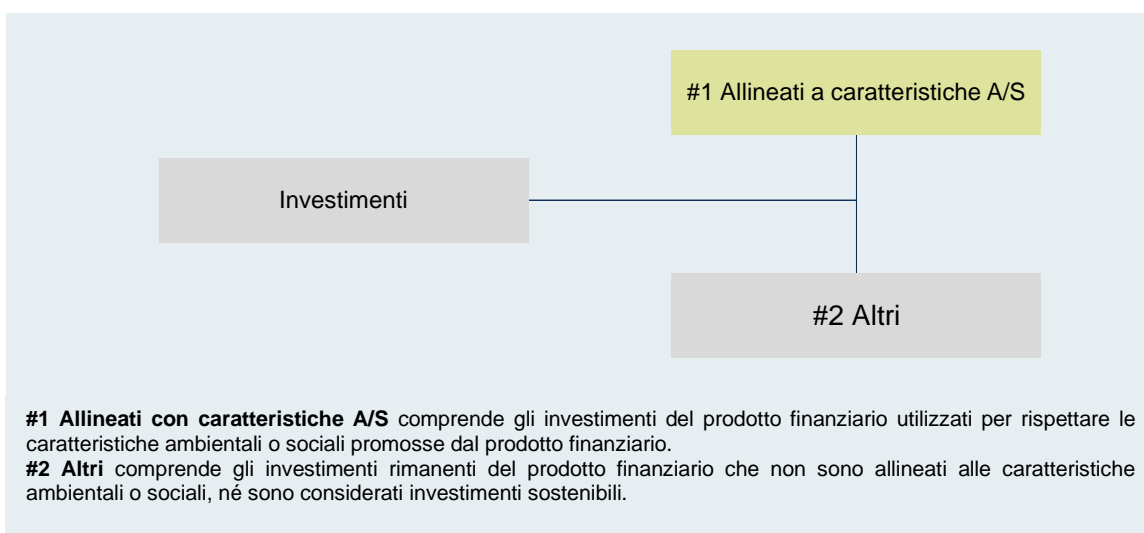 #1 Allineati a caratteristiche A/S
Investimenti
#2 Altri
#1 Allineati con caratteristiche A/S comprende gli investimenti del prodotto finanziario utilizzati per rispettare le
caratteristiche ambientali o sociali promosse dal prodotto finanziario.
#2 Altri comprende gli investimenti rimanenti del prodotto finanziario che non sono allineati alle caratteristiche
ambientali o sociali, né sono considerati investimenti sostenibili.